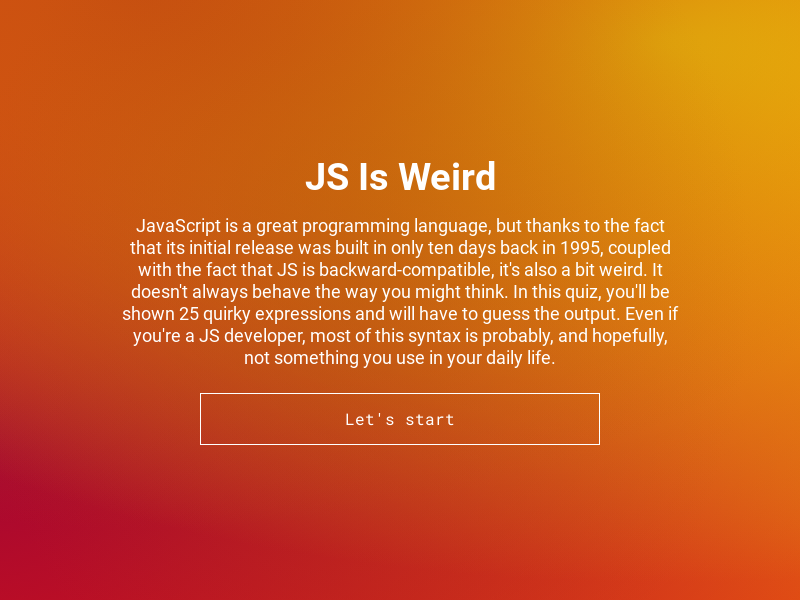 JS Is Weird
JavaScript is a great programming language, but thanks to the fact
that its initial release was built in only ten days back in 1995, coupled
with the fact that JS is backward-compatible, it's also a bit weird. It
doesn't always behave the way you might think. In this quiz, you'll be
shown 25 quirky expressions and will have to guess the output. Even if
you're a JS developer, most of this syntax is probably, and hopefully,
not something you use in your daily life.
Let's start